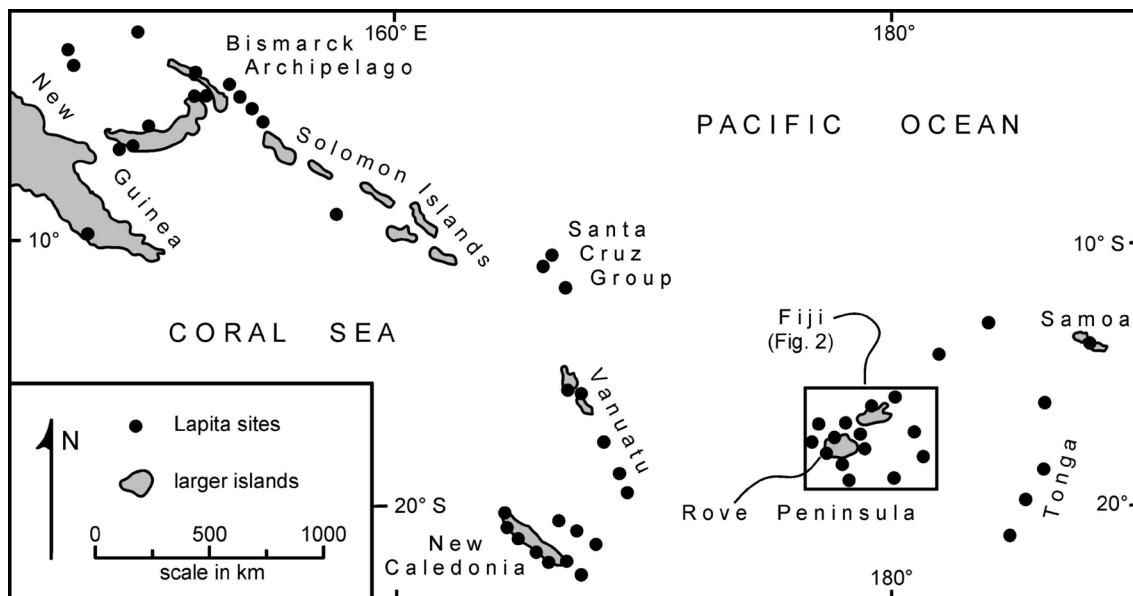 160° E
180°
Bismarck
Archipelago
New
Guinea
Solomon Islands
PACIFIC OCEAN
10°
10° S
Santa
Cruz
Group
CORAL SEA
Fiji
(Fig. 2)
Samoa
Vanuatu
Tonga
N
Lapita sites
larger islands
0 500 1000
scale in km
20° S
20°
Rove Peninsula
New
Caledonia
180°